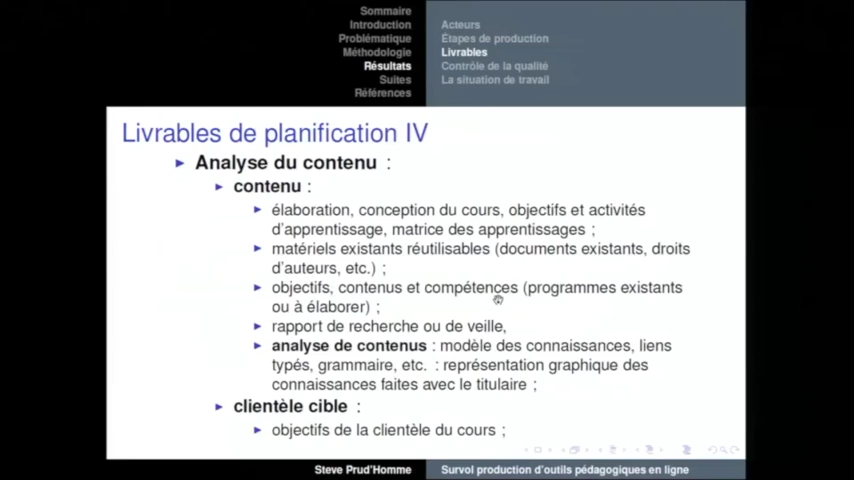 Sommaire
Introduction
Problématique
Méthodologie
Résultats
Suites
Références
Acteurs
Étapes de production
Livrables
Contrôle de la qualité
La situation de travail
Livrables de planification IV
Analyse du contenu :
contenu :
élaboration, conception du cours, objectifs et activités
d'apprentissage, matrice des apprentissages ;
matériels existants réutilisables (documents existants, droits
d'auteurs, etc.) ;
objectifs, contenus et compétences (programmes existants
ou à élaborer) ;
rapport de recherche ou de veille,
analyse de contenus : modèle des connaissances, liens
typés, grammaire, etc. : représentation graphique des
connaissances faites avec le titulaire ;
clientèle cible :
objectifs de la clientèle du cours ;
Steve Prud'Homme
Survol production d'outils pédagogiques en ligne